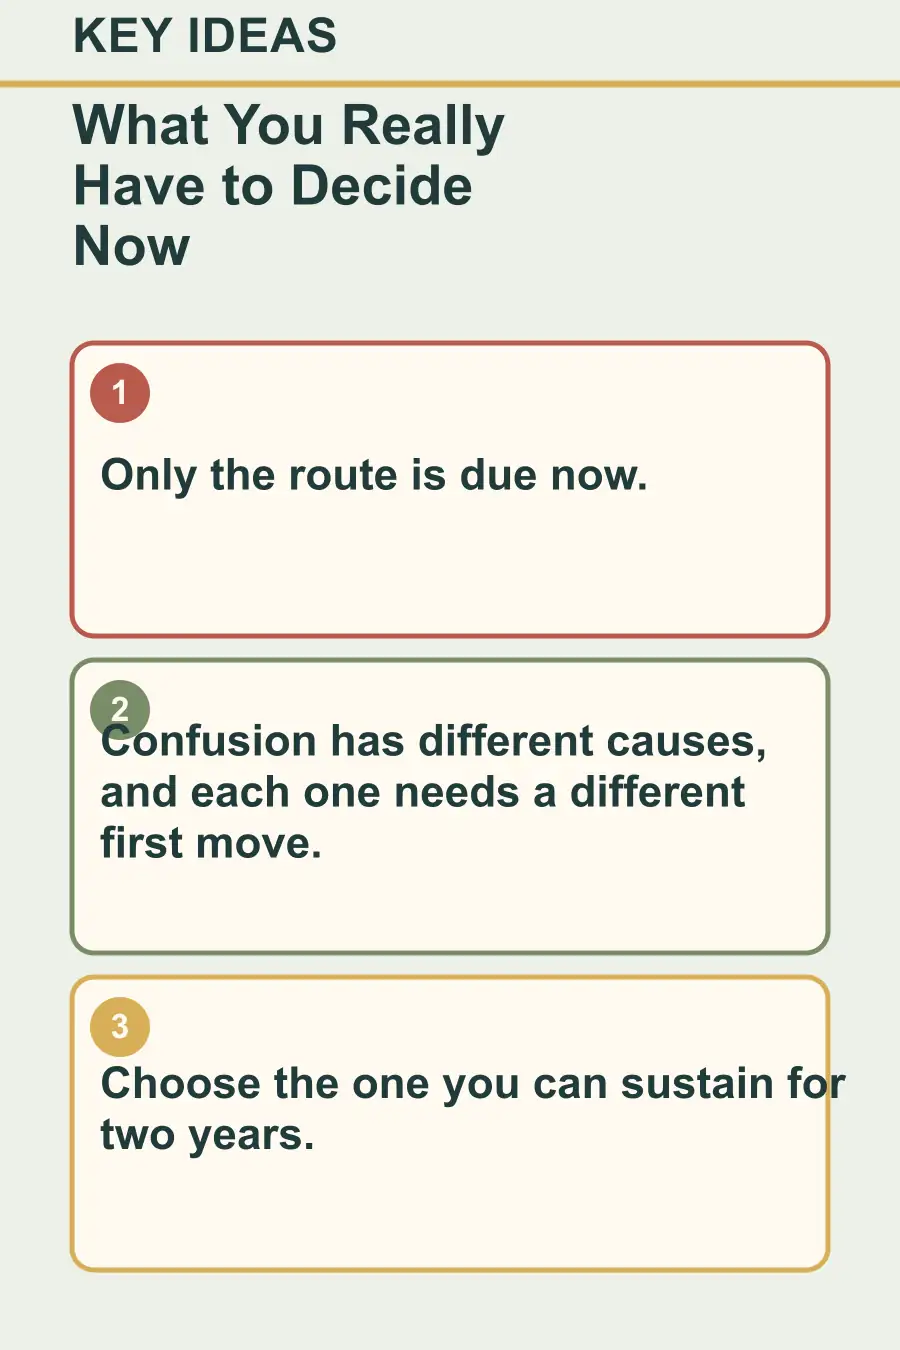 KEY IDEAS
What You Really
Have to Decide
Now
1
Only the route is due now.
2
Confusion has different causes,
and each one needs a different
first move.
3
Choose the one you can sustain for
two years.